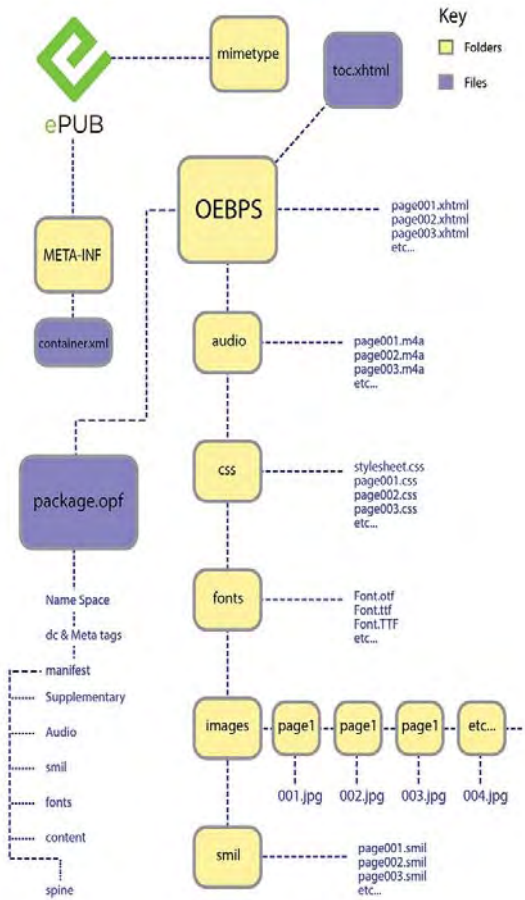 Key
Folders
Files
ePUB
mimetype
toc.xhtml
OEBPS
page001.xhtml
page002.xhtml
page003.xhtml
etc...
META-INF
container.xml
audio
page001.m4a
page002.m4a
page003.m4a
etc...
package.opf
css
stylesheet.css
page001.css
page002.css
page003.css
etc...
fonts
Font.otf
Font.ttf
Font.TTF
etc...
Name Space
dc & Meta tags
manifest
Supplementary
Audio
smil
fonts
content
spine
images
page1
page1
page1
etc...
001.jpg
002.jpg
003.jpg
004.jpg
smil
page001.smil
page002.smil
page003.smil
etc...